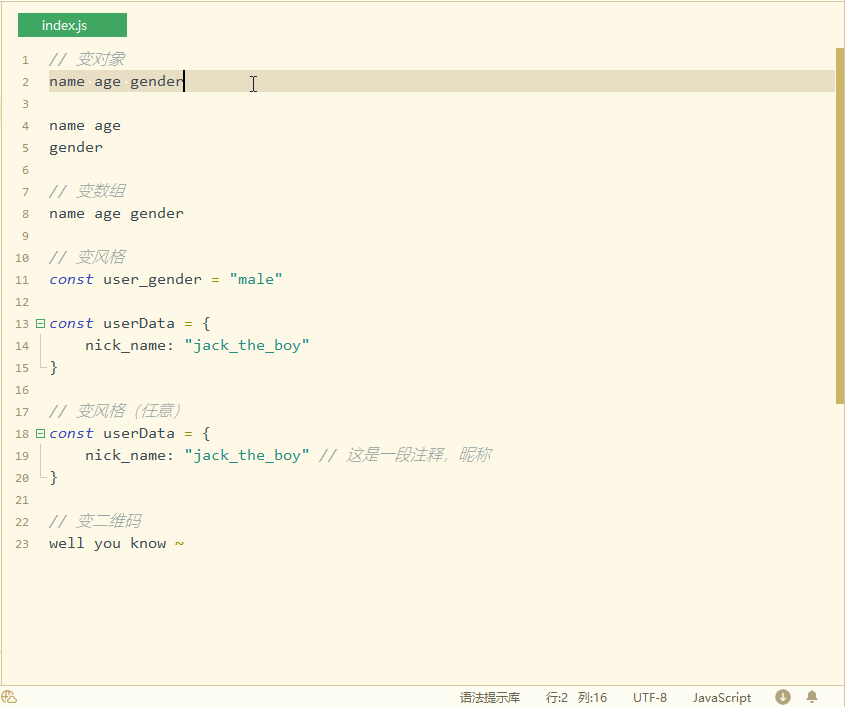 index.js
1 // 变对象
2 name age gender
3
4 name age
5 gender
6
7 // 变数组
8 name age gender
9
10 // 变风格
11 const user_gender = "male"
12
13 const userData = {
14     nick_name: "jack_the_boy"
15 }
16
17 // 变风格（任意）
18 const userData = {
19     nick_name: "jack_the_boy" // 这是一段注释，昵称
20 }
21
22 // 变二维码
23 well you know ~
语法提示库 行:2 列:16 UTF-8 JavaScript